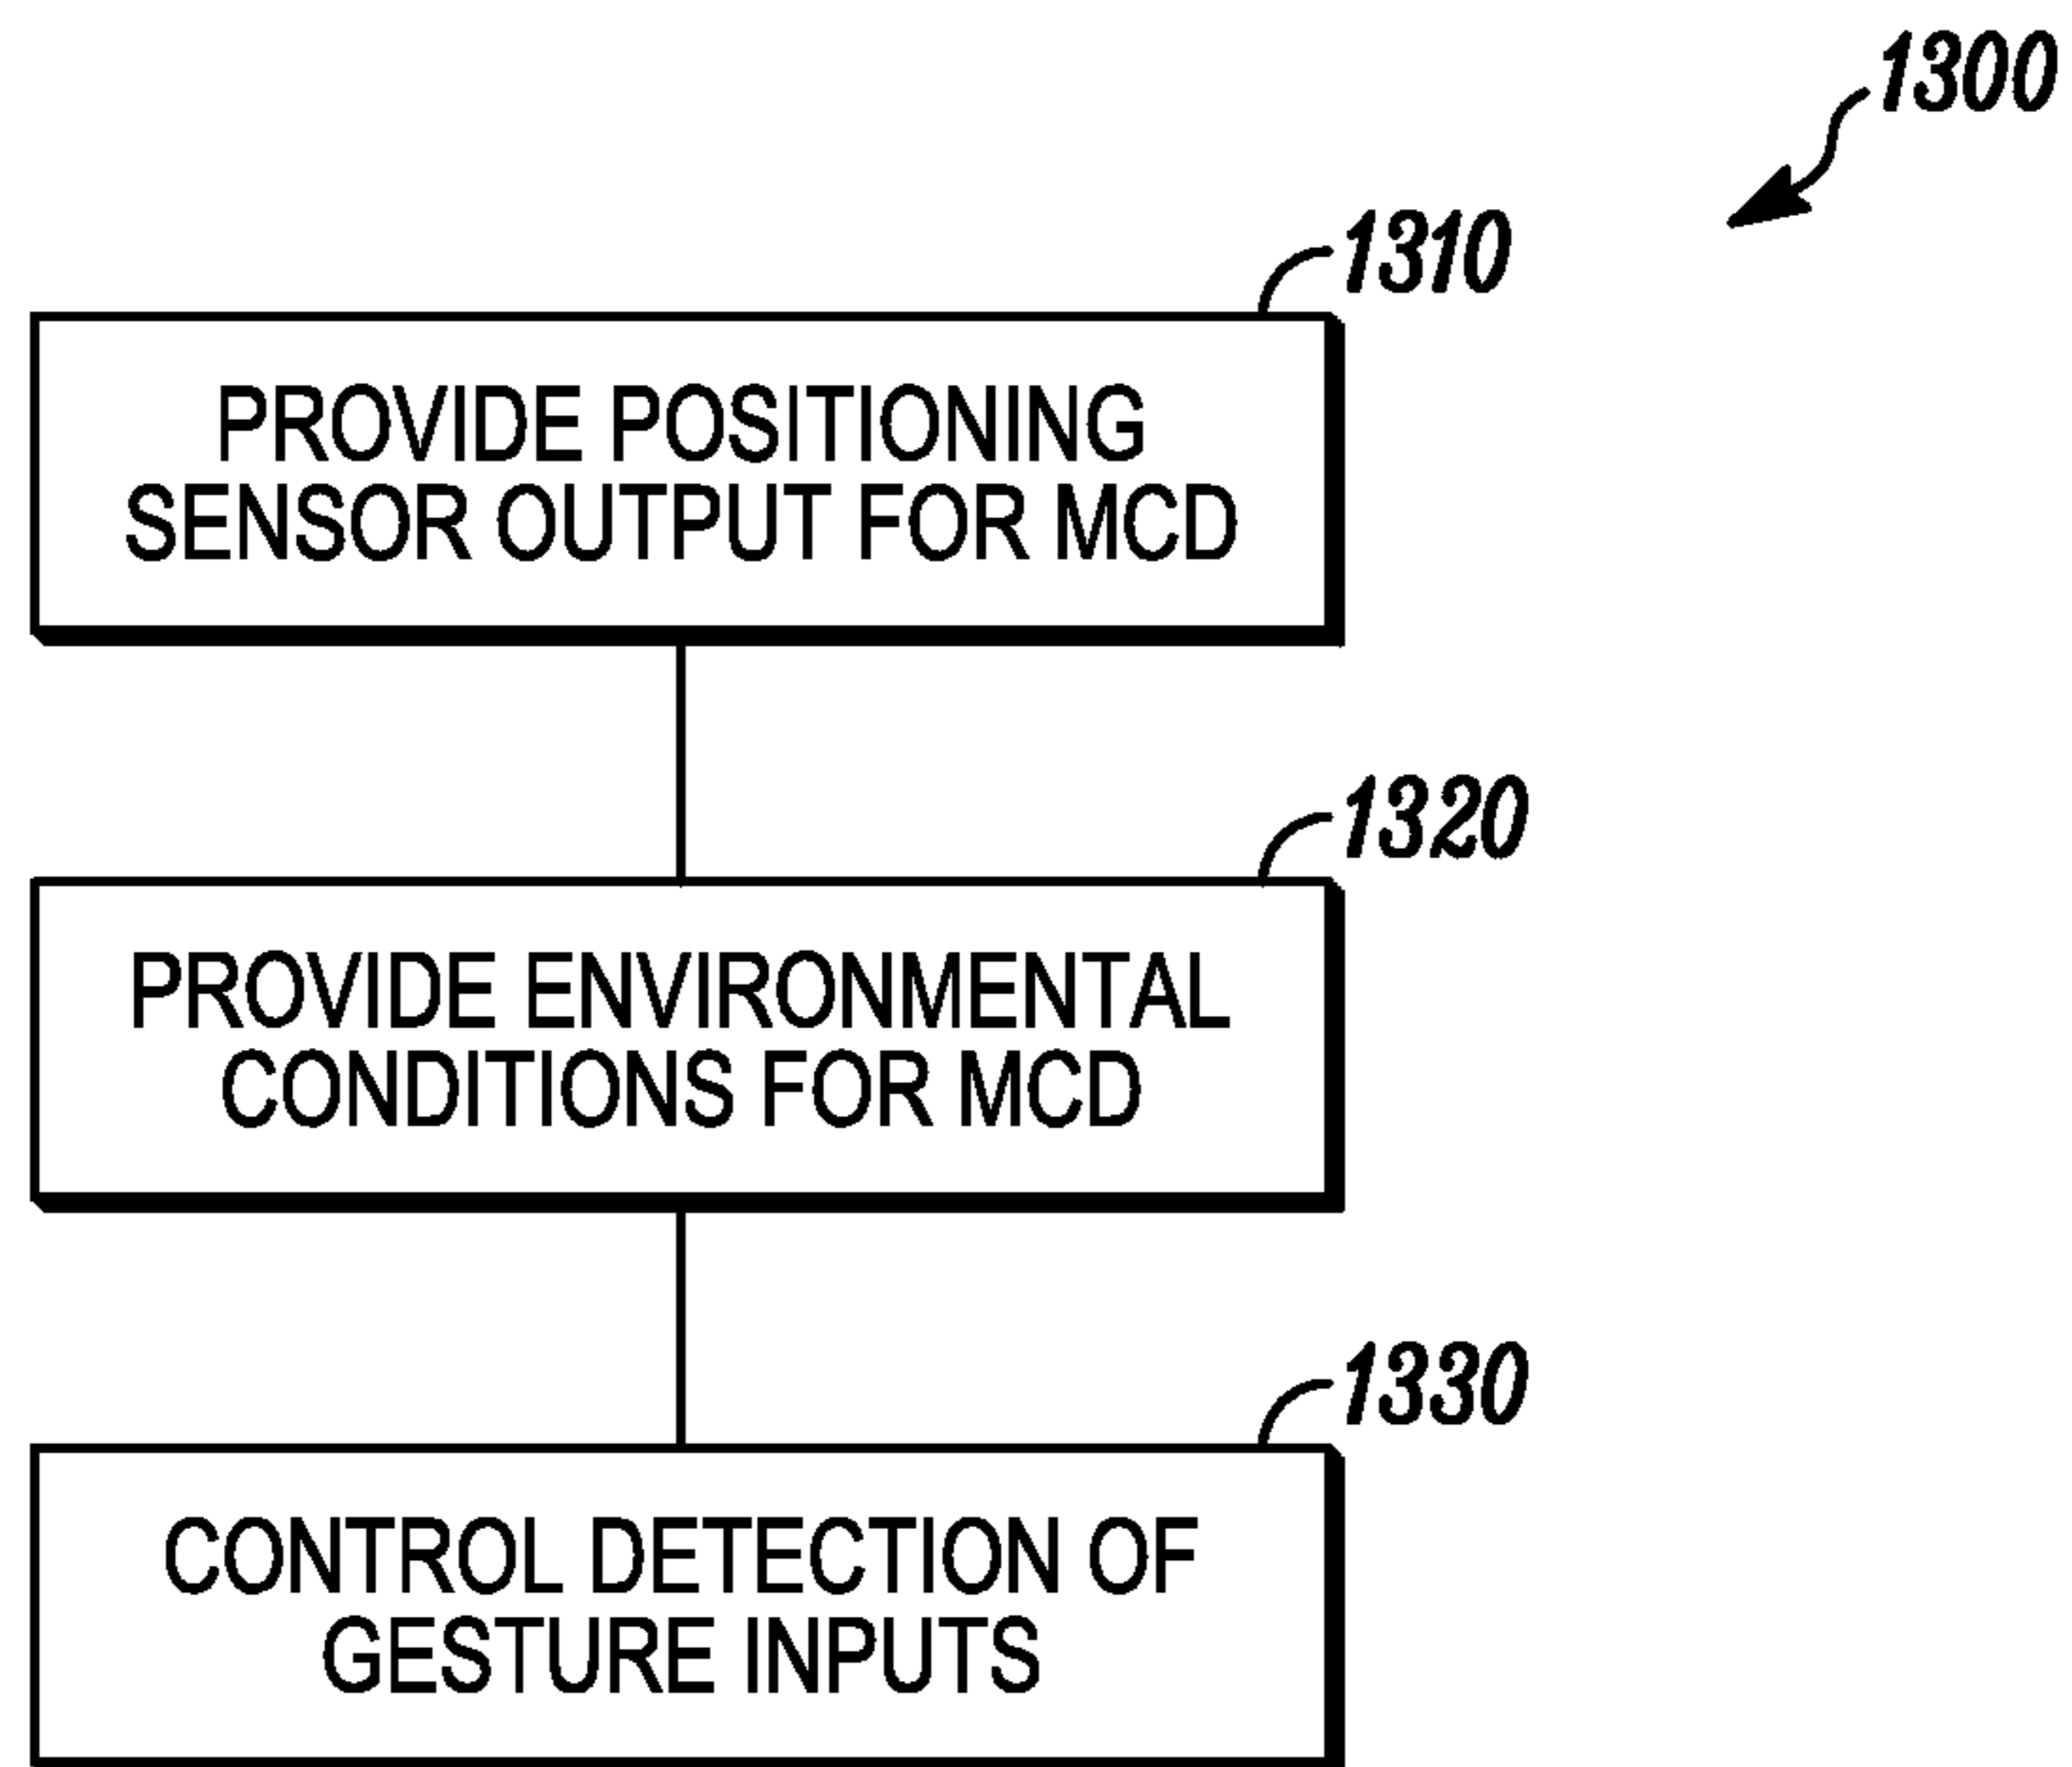 1300
1310
PROVIDE POSITIONING
SENSOR OUTPUT FOR MCD
1320
PROVIDE ENVIRONMENTAL
CONDITIONS FOR MCD
1330
CONTROL DETECTION OF
GESTURE INPUTS